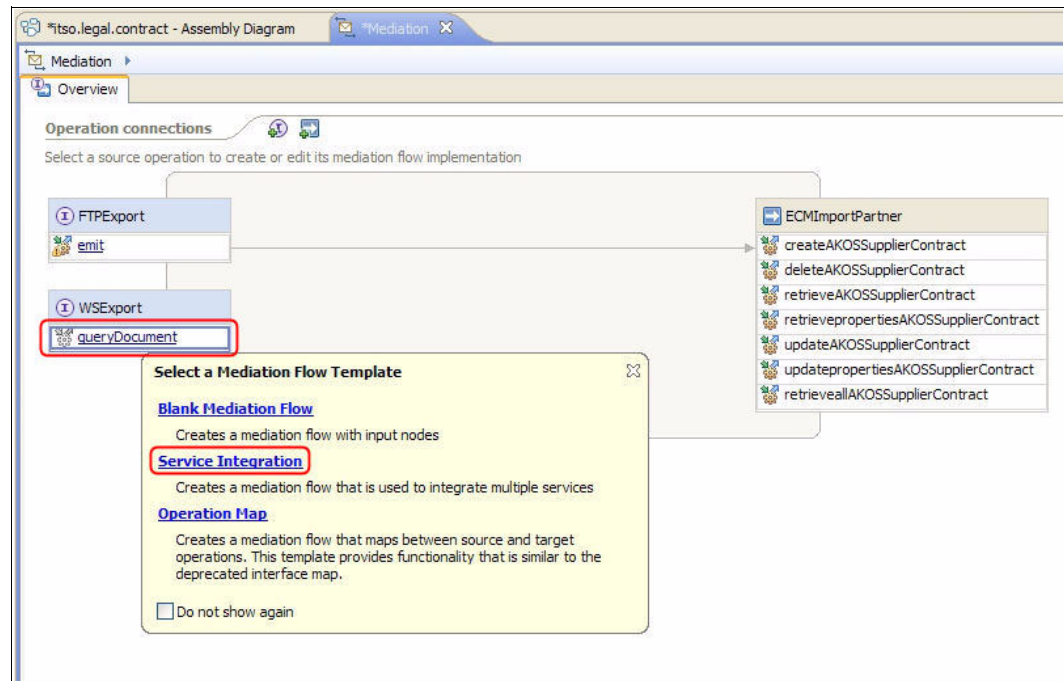 *itso.legal.contract - Assembly Diagram
*Mediation
Mediation
Overview
Operation connections
Select a source operation to create or edit its mediation flow implementation
FTPExport
emit
WSExport
queryDocument
ECMImportPartner
createAKOSSupplierContract
deleteAKOSSupplierContract
retrieveAKOSSupplierContract
retrievepropertiesAKOSSupplierContract
updateAKOSSupplierContract
updatepropertiesAKOSSupplierContract
retrieveallAKOSSupplierContract
Select a Mediation Flow Template
Blank Mediation Flow
Creates a mediation flow with input nodes
Service Integration
Creates a mediation flow that is used to integrate multiple services
Operation Map
Creates a mediation flow that maps between source and target
operations. This template provides functionality that is similar to the
deprecated interface map.
Do not show again